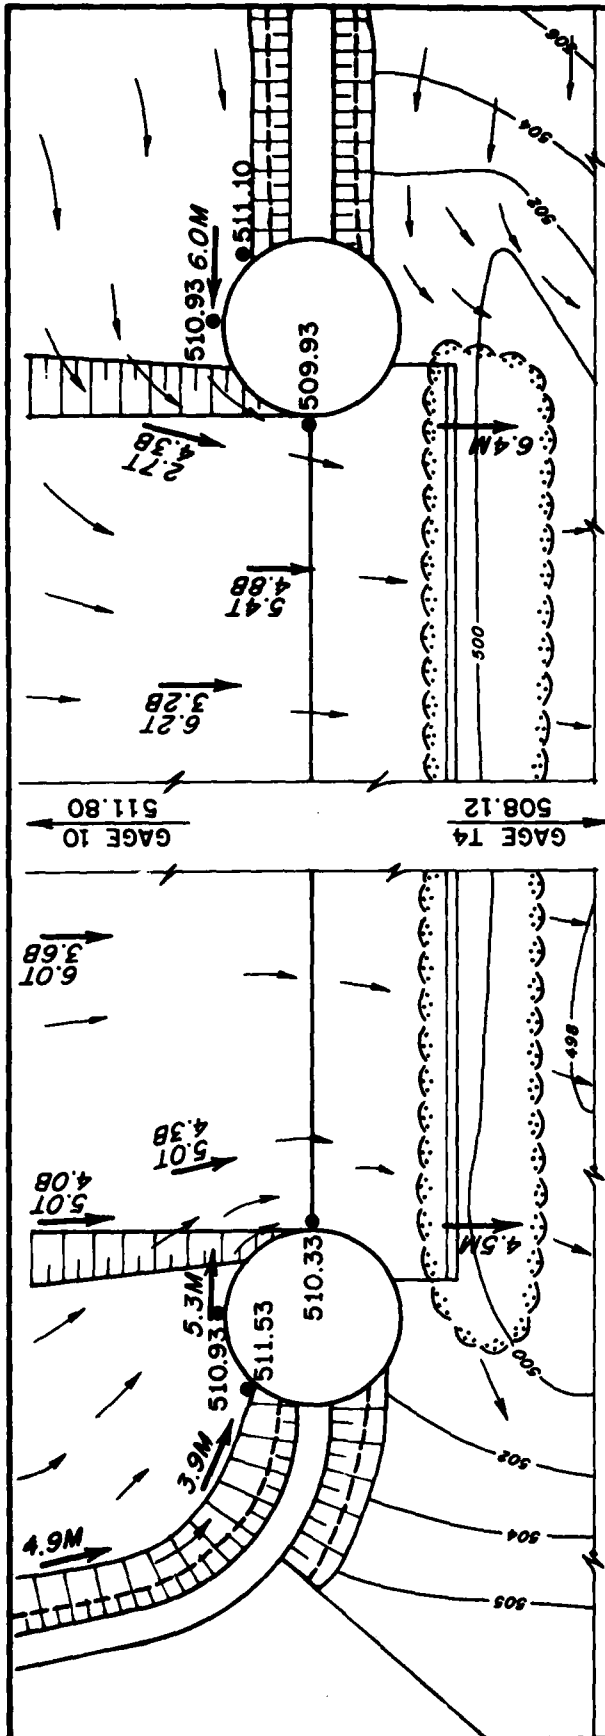 506
504
502
511.10
6.0M
510.93
509.93
2.7T
4.3B
6.4M
5.4T
4.8B
500
6.2T
3.2B
GAGE 10
511.80
GAGE T4
508.12
6.0T
3.6B
498
5.0T
4.3B
5.0T
4.0B
4.5M
5.3M
510.33
510.93
511.53
500
3.9M
502
4.9M
504
505